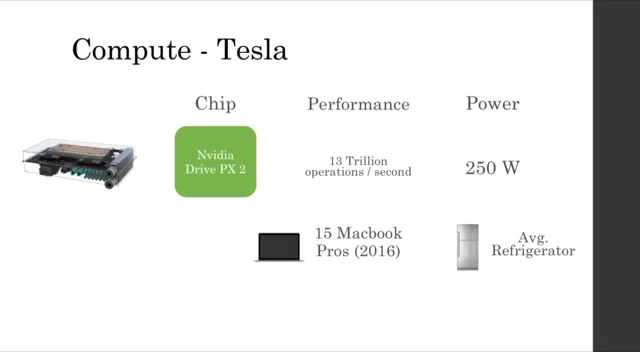 Compute - Tesla
Chip
Performance
Power
Nvidia
Drive PX 2
13 Trillion
operations / second
250 W
15 Macbook
Pros (2016)
Avg.
Refrigerator